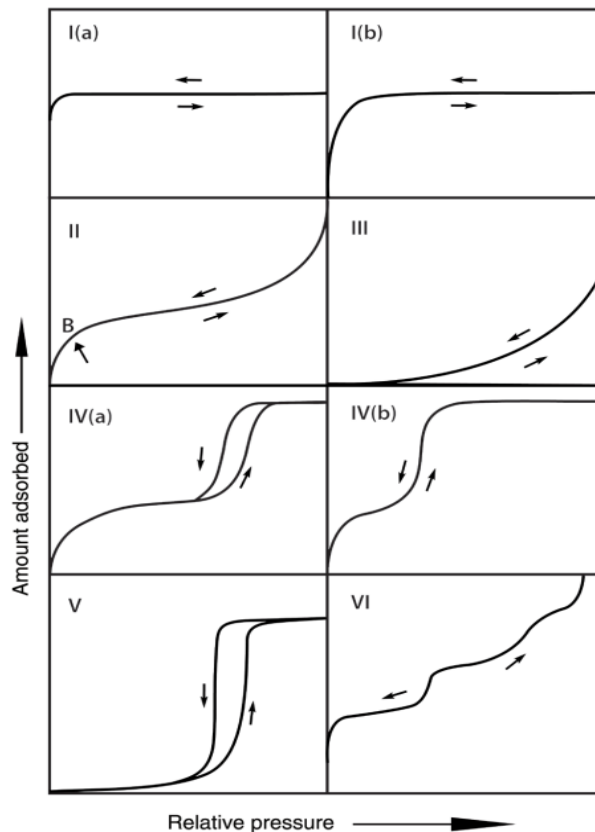 I(a)
I(b)
II
III
B
IV(a)
IV(b)
V
VI
Amount adsorbed
Relative pressure